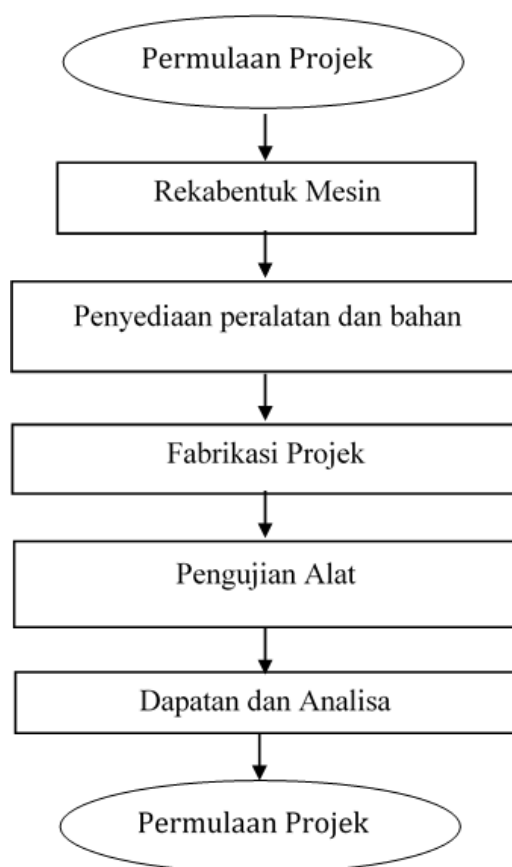 Permulaan Projek
Rekabentuk Mesin
Penyediaan peralatan dan bahan
Fabrikasi Projek
Pengujian Alat
Dapatan dan Analisa
Permulaan Projek